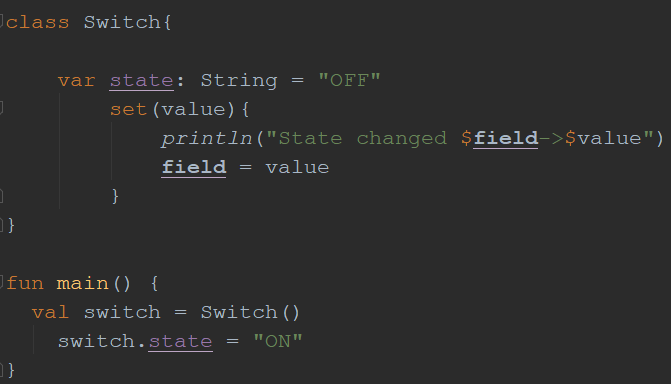 class Switch{
var state: String = "OFF"
set(value){
println("State changed $field->$value")
field = value
}
}
fun main() {
val switch = Switch()
switch.state = "ON"
}